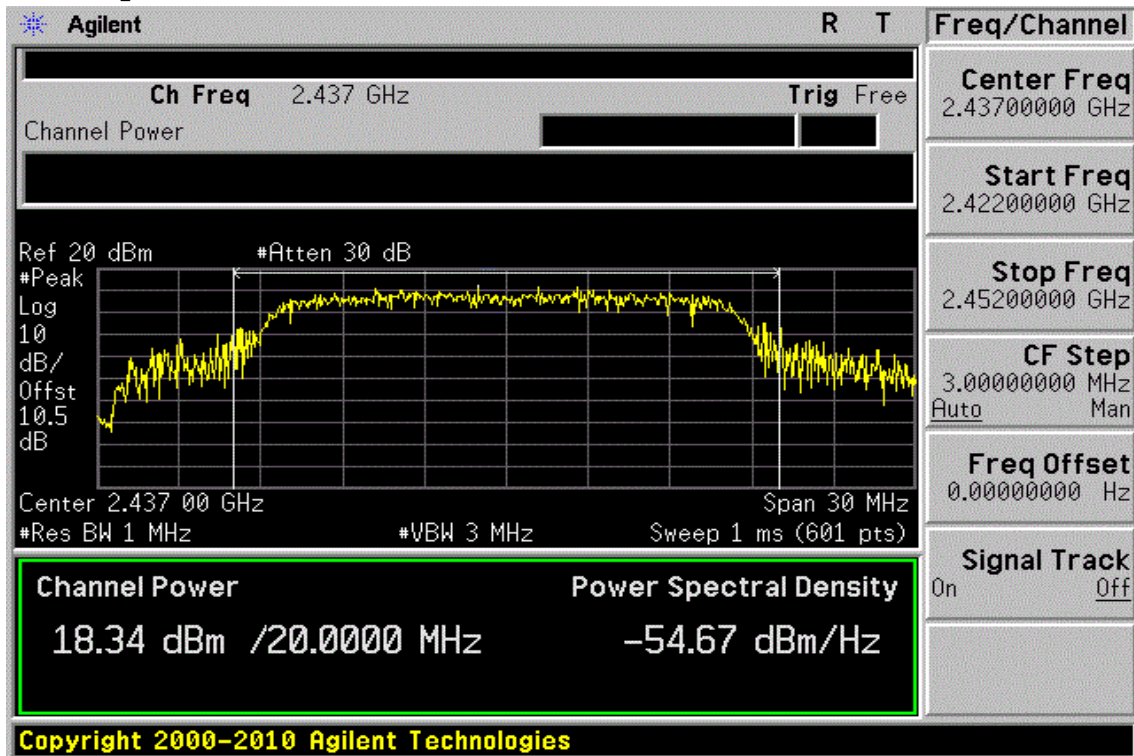 Agilent R T
Ch Freq 2.437 GHz Trig Free
Channel Power
Ref 20 dBm #Atten 30 dB
#Peak
Log
10
dB/
Offst
10.5
dB
Center 2.437 00 GHz Span 30 MHz
#Res BW 1 MHz #VBW 3 MHz Sweep 1 ms (601 pts)
Channel Power Power Spectral Density
18.34 dBm /20.0000 MHz -54.67 dBm/Hz
Copyright 2000-2010 Agilent Technologies
Freq/Channel
Center Freq
2.43700000 GHz
Start Freq
2.42200000 GHz
Stop Freq
2.45200000 GHz
CF Step
3.00000000 MHz
Auto Man
Freq Offset
0.00000000 Hz
Signal Track
On Off